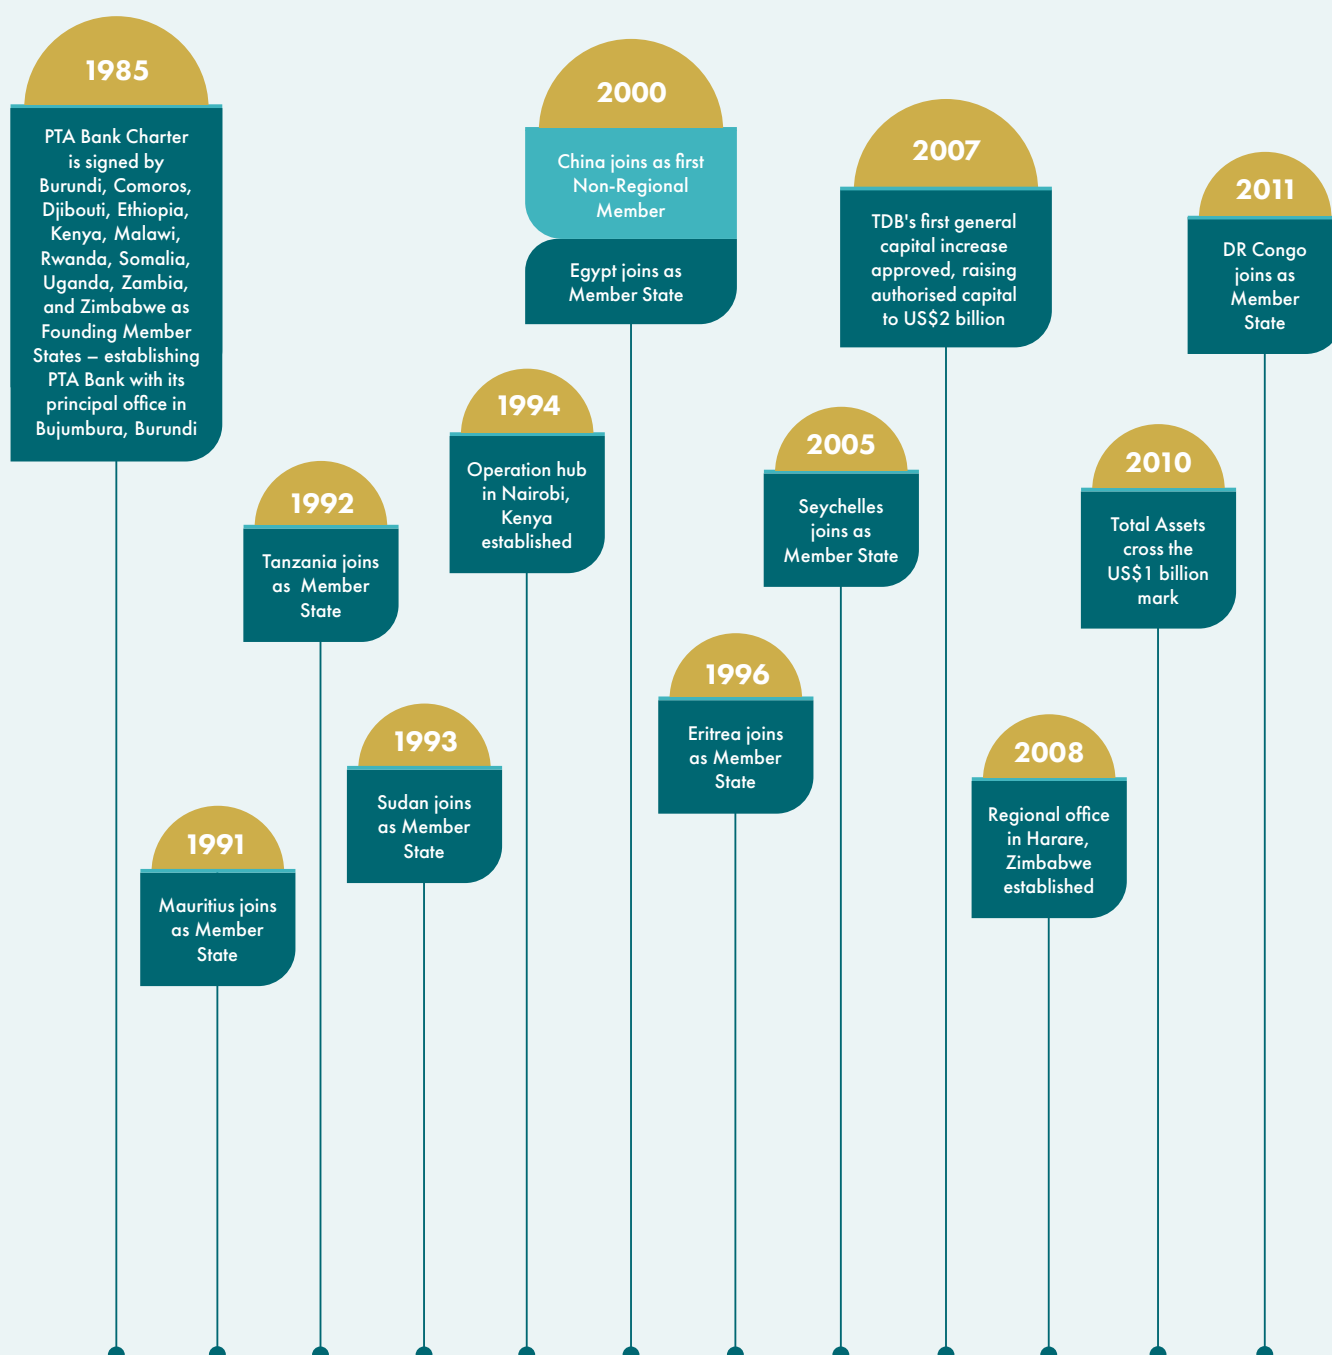 1985
PTA Bank Charter
is signed by
Burundi, Comoros,
Djibouti, Ethiopia,
Kenya, Malawi,
Rwanda, Somalia,
Uganda, Zambia,
and Zimbabwe as
Founding Member
States – establishing
PTA Bank with its
principal office in
Bujumbura, Burundi
1991
Mauritius joins
as Member
State
1992
Tanzania joins
as Member
State
1993
Sudan joins
as Member
State
1994
Operation hub
in Nairobi,
Kenya
established
2000
China joins as first
Non-Regional
Member
Egypt joins as
Member State
1996
Eritrea joins
as Member
State
2005
Seychelles
joins as
Member State
2007
TDB's first general
capital increase
approved, raising
authorised capital
to US$2 billion
2008
Regional office
in Harare,
Zimbabwe
established
2010
Total Assets
cross the
US$1 billion
mark
2011
DR Congo
joins as
Member
State